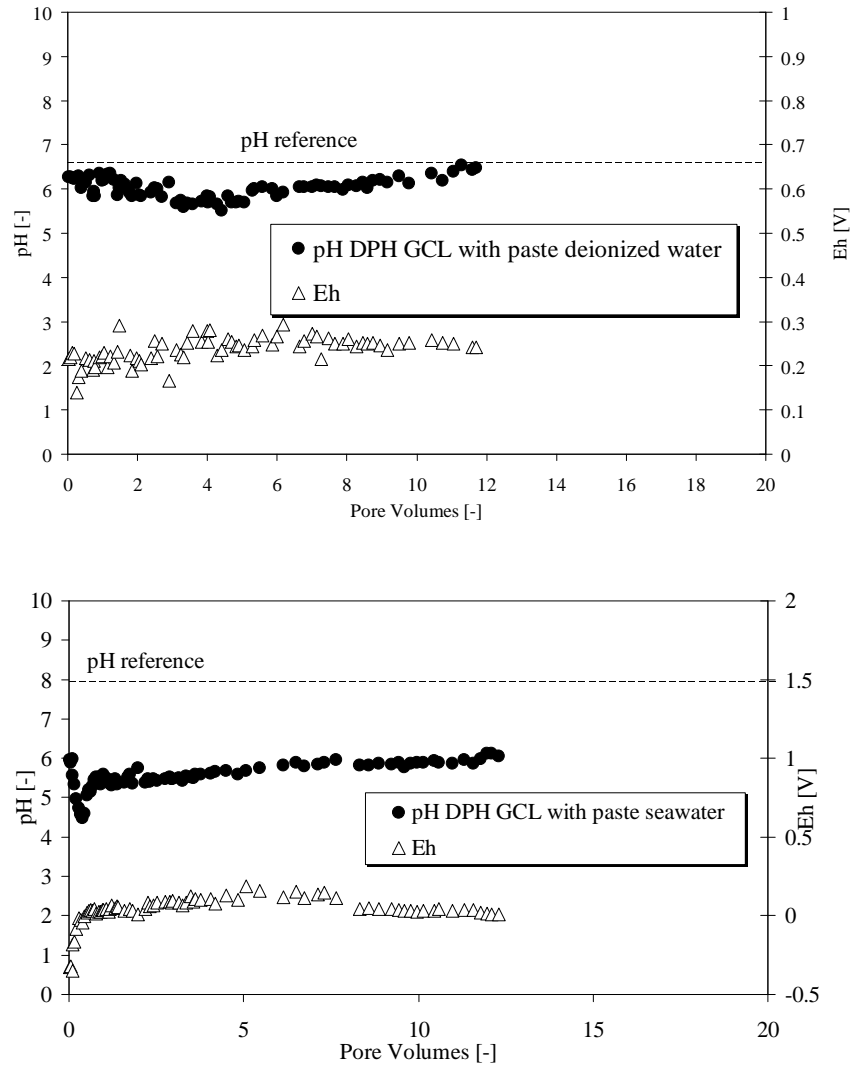 10
9
8
7
6
5
4
3
2
1
0
pH [-]
1
0.9
0.8
0.7
0.6
0.5
0.4
0.3
0.2
0.1
0
Eh [V]
pH reference
pH DPH GCL with paste deionized water
Eh
0 2 4 6 8 10 12 14 16 18 20
Pore Volumes [-]
10
9
8
7
6
5
4
3
2
1
0
pH [-]
2
1.5
1
0.5
0
-0.5
Eh [V]
pH reference
pH DPH GCL with paste seawater
Eh
0 5 10 15 20
Pore Volumes [-]